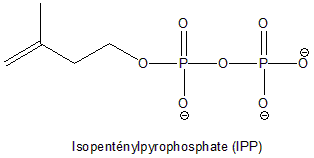 O O
O P O P O⊖
O O
⊖ ⊖
Isopenténylpyrophosphate (IPP)